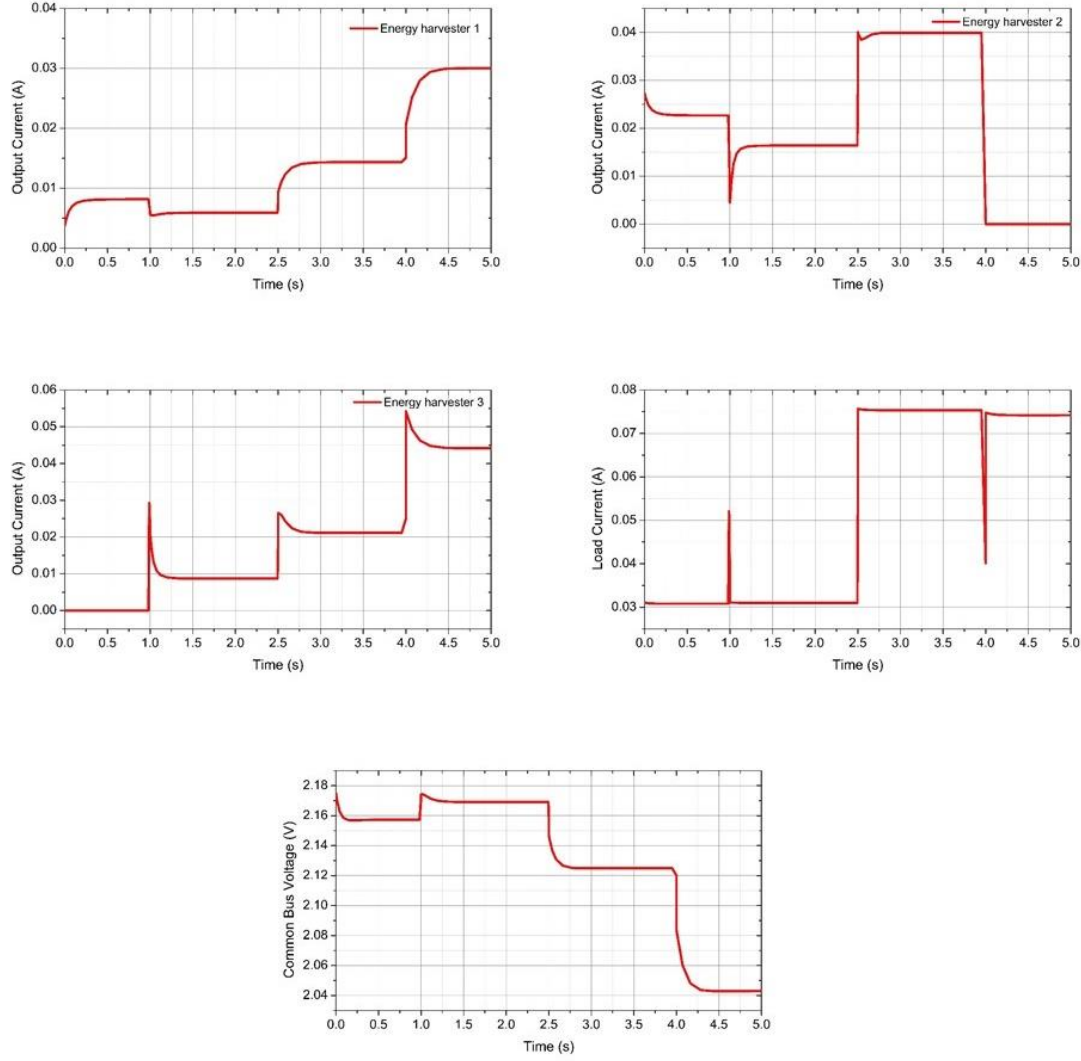 Energy harvester 1
Output Current (A)
0.03
0.02
0.01
0.00
0.0 0.5 1.0 1.5 2.0 2.5 3.0 3.5 4.0 4.5 5.0
Time (s)
Energy harvester 2
Output Current (A)
0.04
0.03
0.02
0.01
0.00
0.0 0.5 1.0 1.5 2.0 2.5 3.0 3.5 4.0 4.5 5.0
Time (s)
Energy harvester 3
Output Current (A)
0.06
0.05
0.04
0.03
0.02
0.01
0.00
0.0 0.5 1.0 1.5 2.0 2.5 3.0 3.5 4.0 4.5 5.0
Time (s)
Load Current (A)
0.08
0.07
0.06
0.05
0.04
0.03
0.0 0.5 1.0 1.5 2.0 2.5 3.0 3.5 4.0 4.5 5.0
Time (s)
Common Bus Voltage (V)
2.18
2.16
2.14
2.12
2.10
2.08
2.06
2.04
0.0 0.5 1.0 1.5 2.0 2.5 3.0 3.5 4.0 4.5 5.0
Time (s)